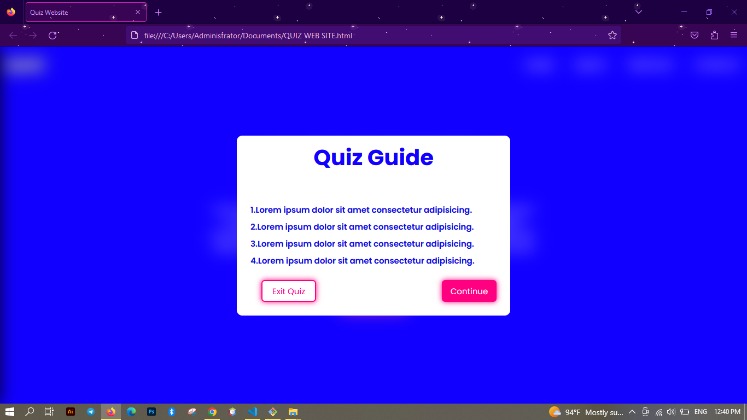 Quiz Website
file:///C:/Users/Administrator/Documents/QUIZ WEB SITE.html
Quiz Guide
1.Lorem ipsum dolor sit amet consectetur adipisicing.
2.Lorem ipsum dolor sit amet consectetur adipisicing.
3.Lorem ipsum dolor sit amet consectetur adipisicing.
4.Lorem ipsum dolor sit amet consectetur adipisicing.
Exit Quiz
Continue
Ai
Ps
94°F Mostly su...
ENG
12:40 PM